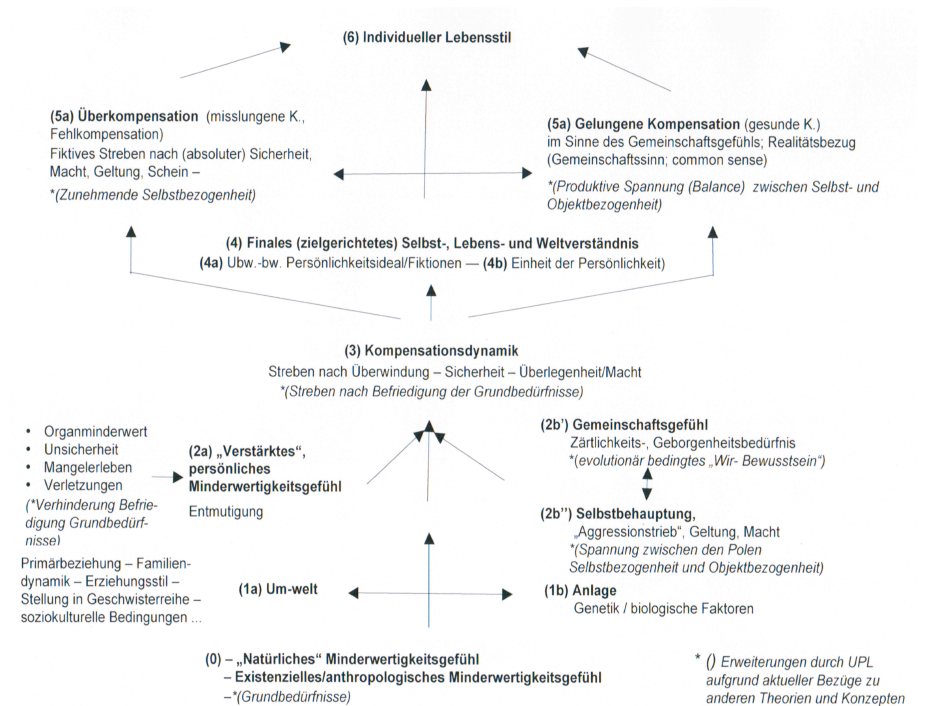 (6) Individueller Lebensstil
(5a) Überkompensation (misslungene K.,
Fehlkompensation)
Fiktives Streben nach (absoluter) Sicherheit,
Macht, Geltung, Schein –
*(Zunehmende Selbstbezogenheit)
(5a) Gelungene Kompensation (gesunde K.)
im Sinne des Gemeinschaftsgefühls; Realitätsbezug
(Gemeinschaftssinn; common sense)
*(Produktive Spannung (Balance) zwischen Selbst- und
Objektbezogenheit)
(4) Finales (zielgerichtetes) Selbst-, Lebens- und Weltverständnis
(4a) Ubw.-bw. Persönlichkeitsideal/Fiktionen — (4b) Einheit der Persönlichkeit)
(3) Kompensationsdynamik
Streben nach Überwindung – Sicherheit – Überlegenheit/Macht
*(Streben nach Befriedigung der Grundbedürfnisse)
• Organminderwert
• Unsicherheit
• Mangelerleben
• Verletzungen
(*Verhinderung Befrie-
digung Grundbedürf-
nisse)
Primärbeziehung – Familien-
dynamik – Erziehungsstil –
Stellung in Geschwisterreihe –
soziokulturelle Bedingungen ...
(2a) „Verstärktes“,
persönliches
Minderwertigkeitsgefühl
Entmutigung
(2b') Gemeinschaftsgefühl
Zärtlichkeits-, Geborgenheitsbedürfnis
*(evolutionär bedingtes „Wir- Bewusstsein“)
(2b'') Selbstbehauptung,
„Aggressionstrieb“, Geltung, Macht
*(Spannung zwischen den Polen
Selbstbezogenheit und Objektbezogenheit)
(1a) Um-welt
(1b) Anlage
Genetik / biologische Faktoren
(0) – „Natürliches“ Minderwertigkeitsgefühl
– Existenzielles/anthropologisches Minderwertigkeitsgefühl
–*(Grundbedürfnisse)
* () Erweiterungen durch UPL
aufgrund aktueller Bezüge zu
anderen Theorien und Konzepten